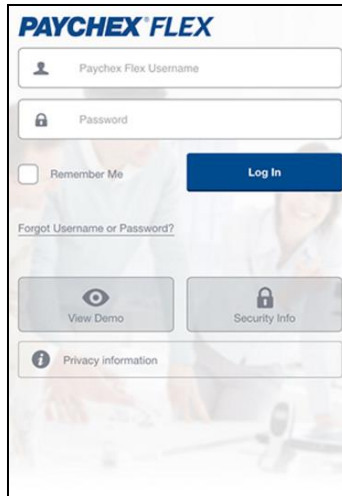 PAYCHEX® FLEX
Paychex Flex Username
Password
Remember Me
Log In
Forgot Username or Password?
View Demo
Security Info
Privacy information